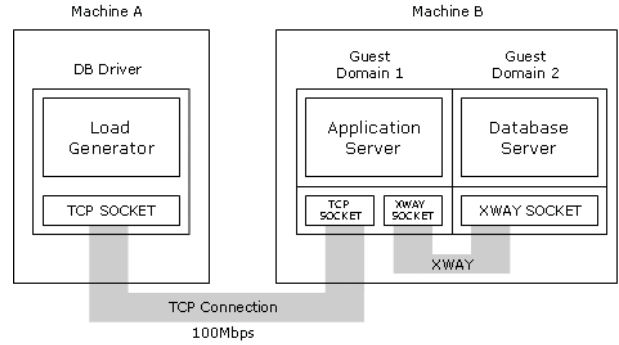 Machine A
Machine B
DB Driver
Guest
Domain 1
Guest
Domain 2
Load
Generator
Application
Server
Database
Server
TCP SOCKET
TCP
SOCKET
XWAY
SOCKET
XWAY SOCKET
XWAY
TCP Connection
100Mbps